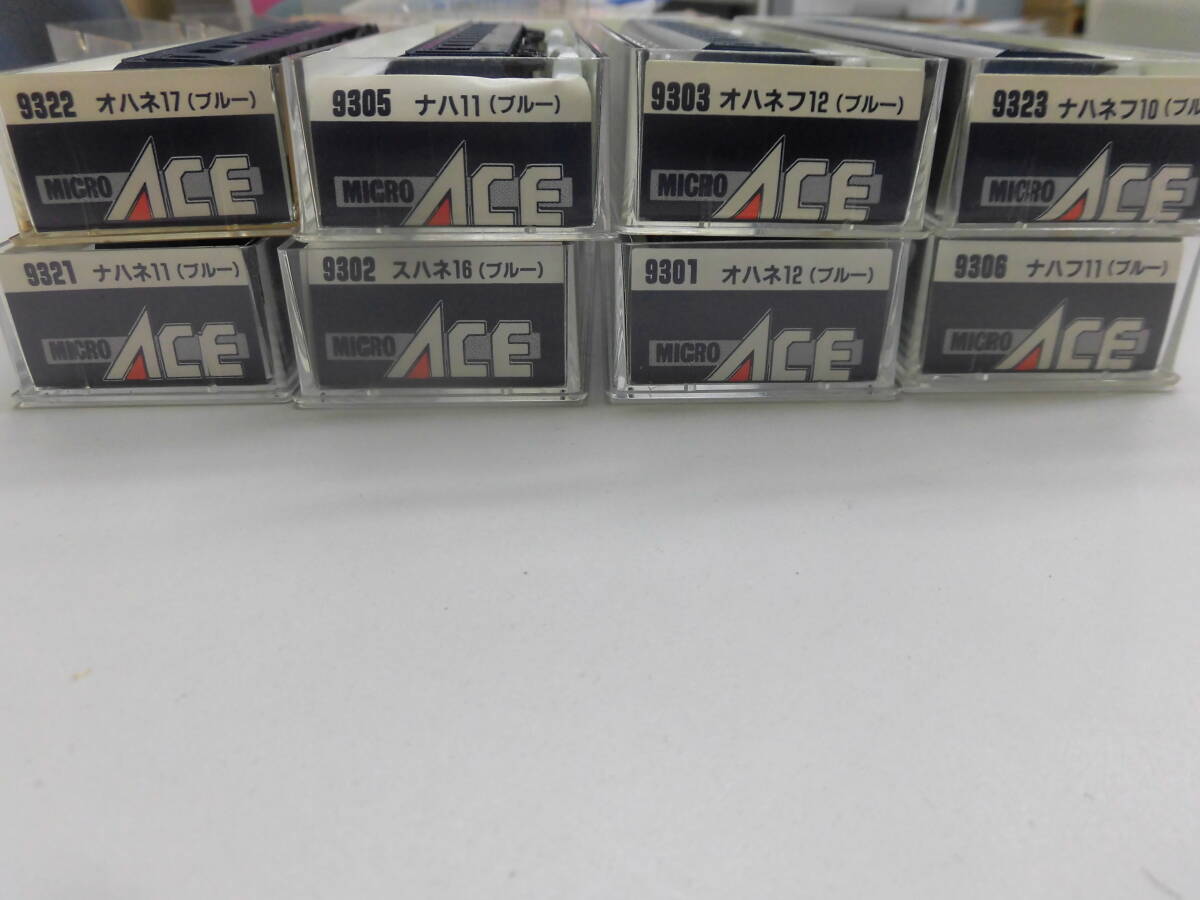 9322 オハネ17(ブルー)
MICRO ACE
9305 ナハ11(ブルー)
MICRO ACE
9303 オハネフ12(ブルー)
MICRO ACE
9323 ナハネフ10(ブル
MICRO ACE
9321 ナハネ11(ブルー)
MICRO ACE
9302 スハネ16(ブルー)
MICRO ACE
9301 オハネ12(ブルー)
MICRO ACE
9306 ナハフ11(ブルー)
MICRO ACE